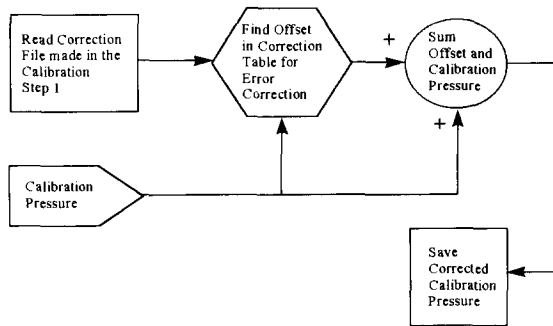 Read Correction
File made in the
Calibration
Step 1
Find Offset
in Correction
Table for
Error
Correction
+
Sum
Offset and
Calibration
Pressure
+
Calibration
Pressure
Save
Corrected
Calibration
Pressure